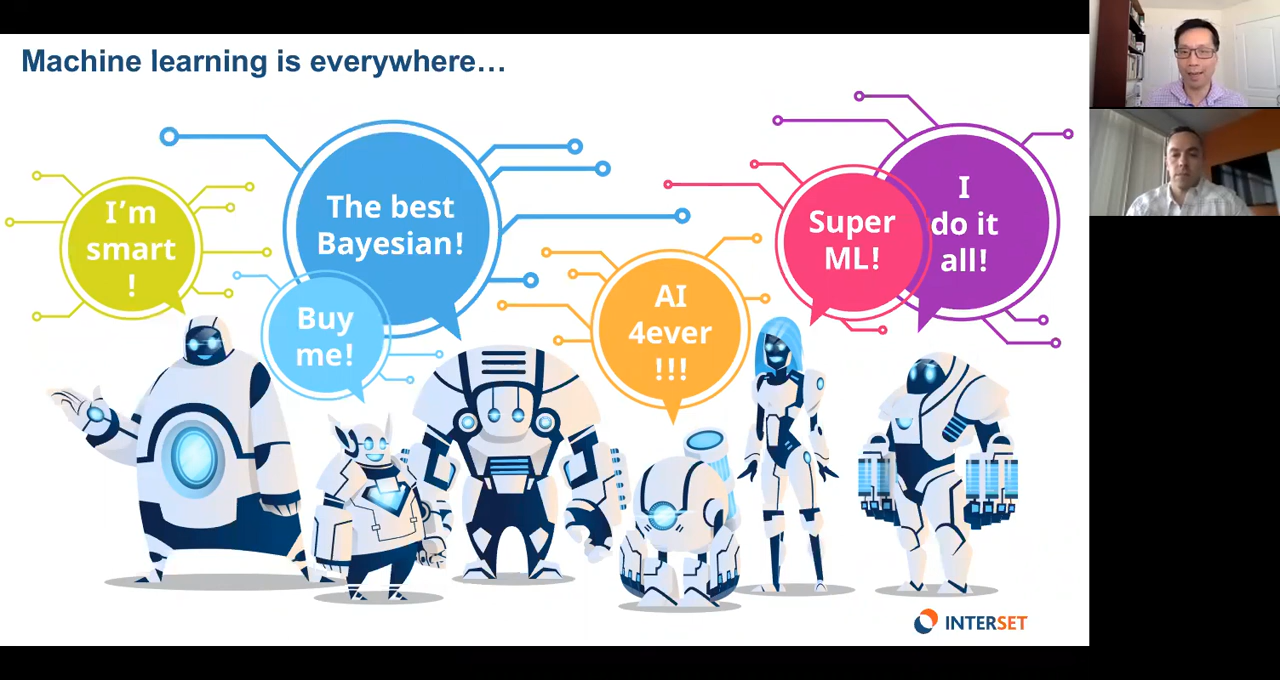 Machine learning is everywhere...
I'm
smart
!
The best
Bayesian!
Buy
me!
AI
4ever
!!!
Super
ML!
I
do it
all!
INTERSET